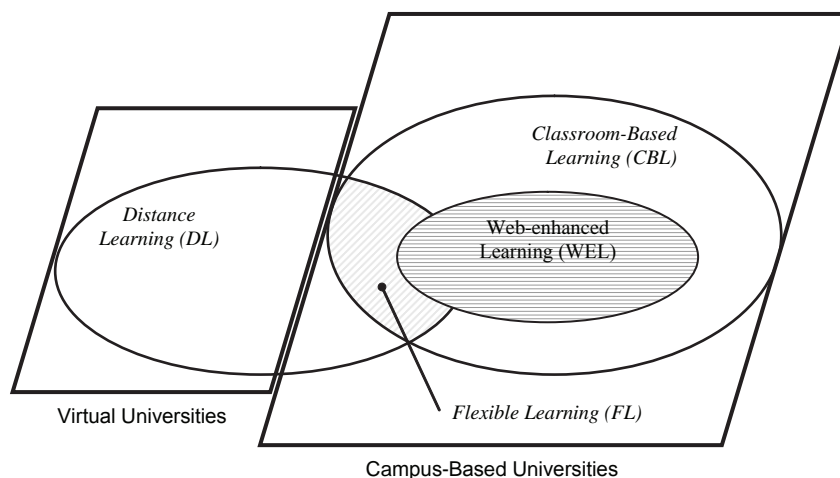 Classroom-Based
Learning (CBL)
Distance
Learning (DL)
Web-enhanced
Learning (WEL)
Flexible Learning (FL)
Virtual Universities
Campus-Based Universities